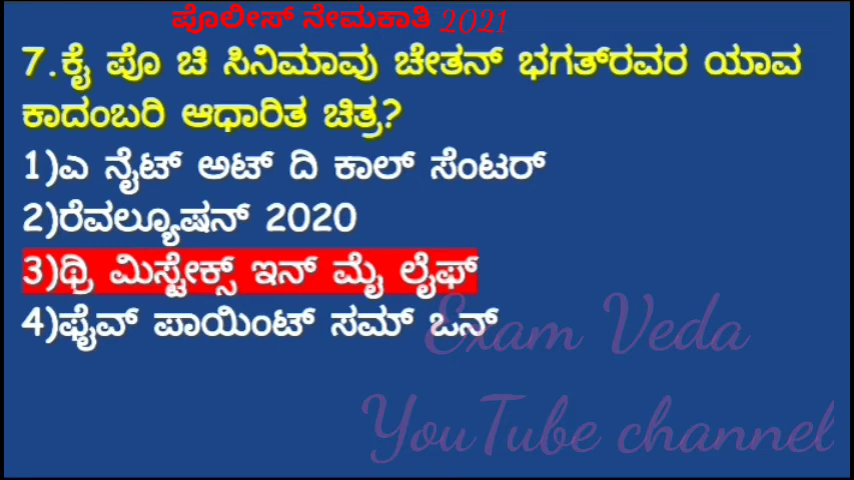 ಪೊಲೀಸ್ ನೇಮಕಾತಿ 2021
7.ಕೈ ಪೊ ಚಿ ಸಿನಿಮಾವು ಚೇತನ್ ಭಗತ್‌ರವರ ಯಾವ
ಕಾದಂಬರಿ ಆಧಾರಿತ ಚಿತ್ರ?
1)ಎ ನೈಟ್ ಅಟ್ ದಿ ಕಾಲ್ ಸೆಂಟರ್
2)ರೆವಲ್ಯೂಷನ್ 2020
3)ಥ್ರಿ ಮಿಸ್ಟೇಕ್ಸ್ ಇನ್ ಮೈ ಲೈಫ್
4)ಫೈವ್ ಪಾಯಿಂಟ್ ಸಮ್ ಒನ್
Exam Veda
YouTube channel